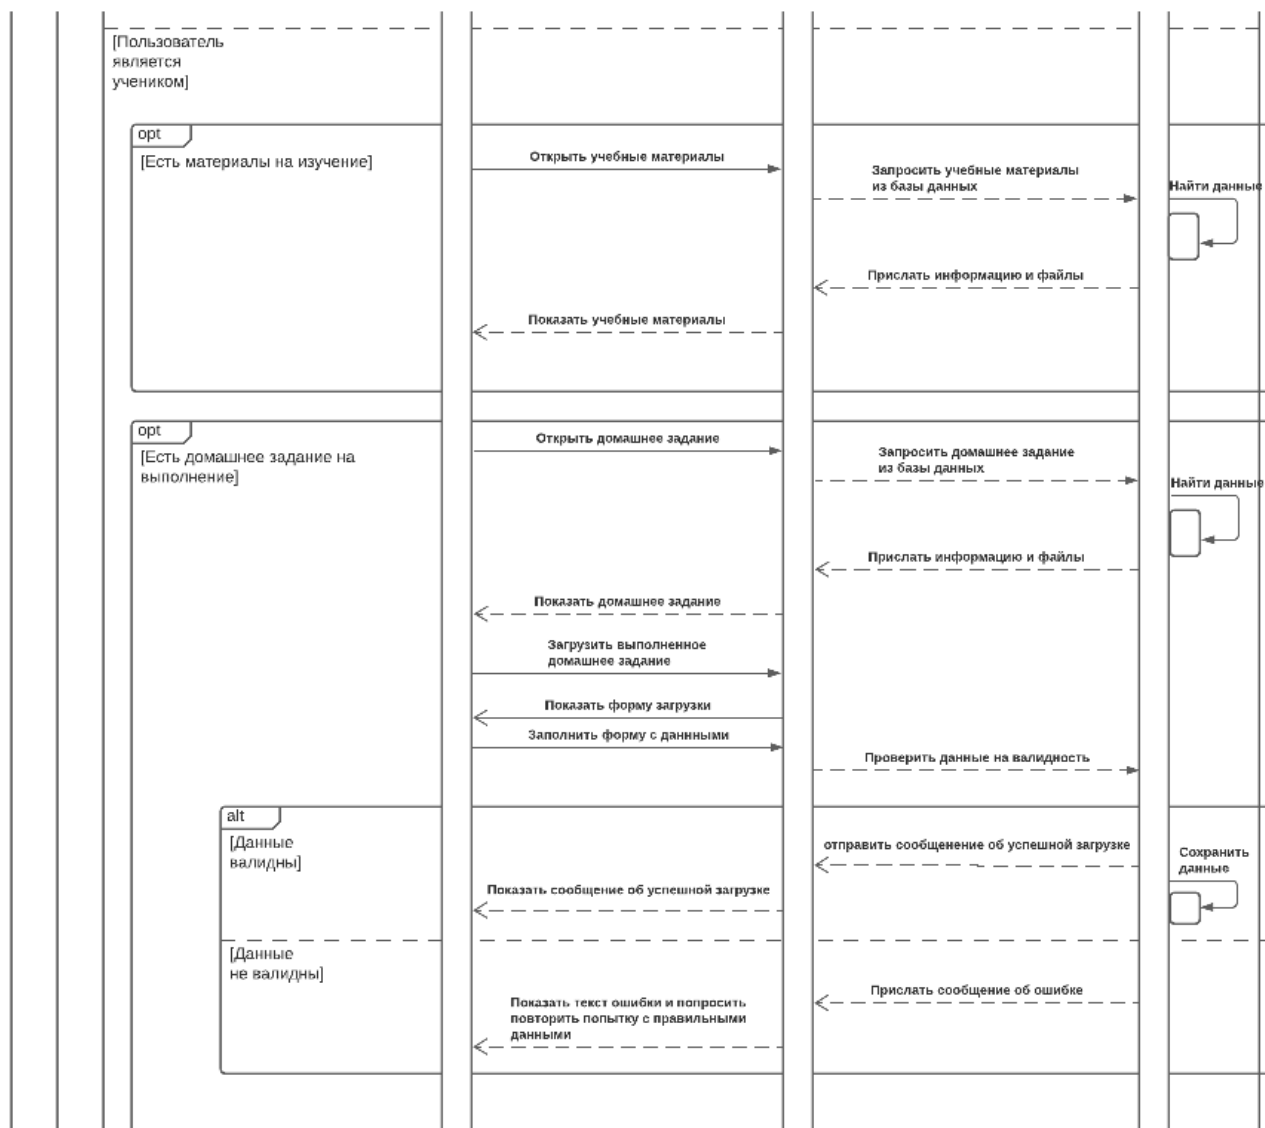 [Пользователь
является
учеником]
opt
[Есть материалы на изучение]
Открыть учебные материалы
Запросить учебные материалы
из базы данных
Найти данные
Прислать информацию и файлы
Показать учебные материалы
opt
[Есть домашнее задание на
выполнение]
Открыть домашнее задание
Запросить домашнее задание
из базы данных
Найти данные
Прислать информацию и файлы
Показать домашнее задание
Загрузить выполненное
домашнее задание
Показать форму загрузки
Заполнить форму с даннными
Проверить данные на валидность
alt
[Данные
валидны]
отправить сообщенение об успешной загрузке
Сохранить
данные
Показать сообщение об успешной загрузке
[Данные
не валидны]
Прислать сообщение об ошибке
Показать текст ошибки и попросить
повторить попытку с правильными
данными